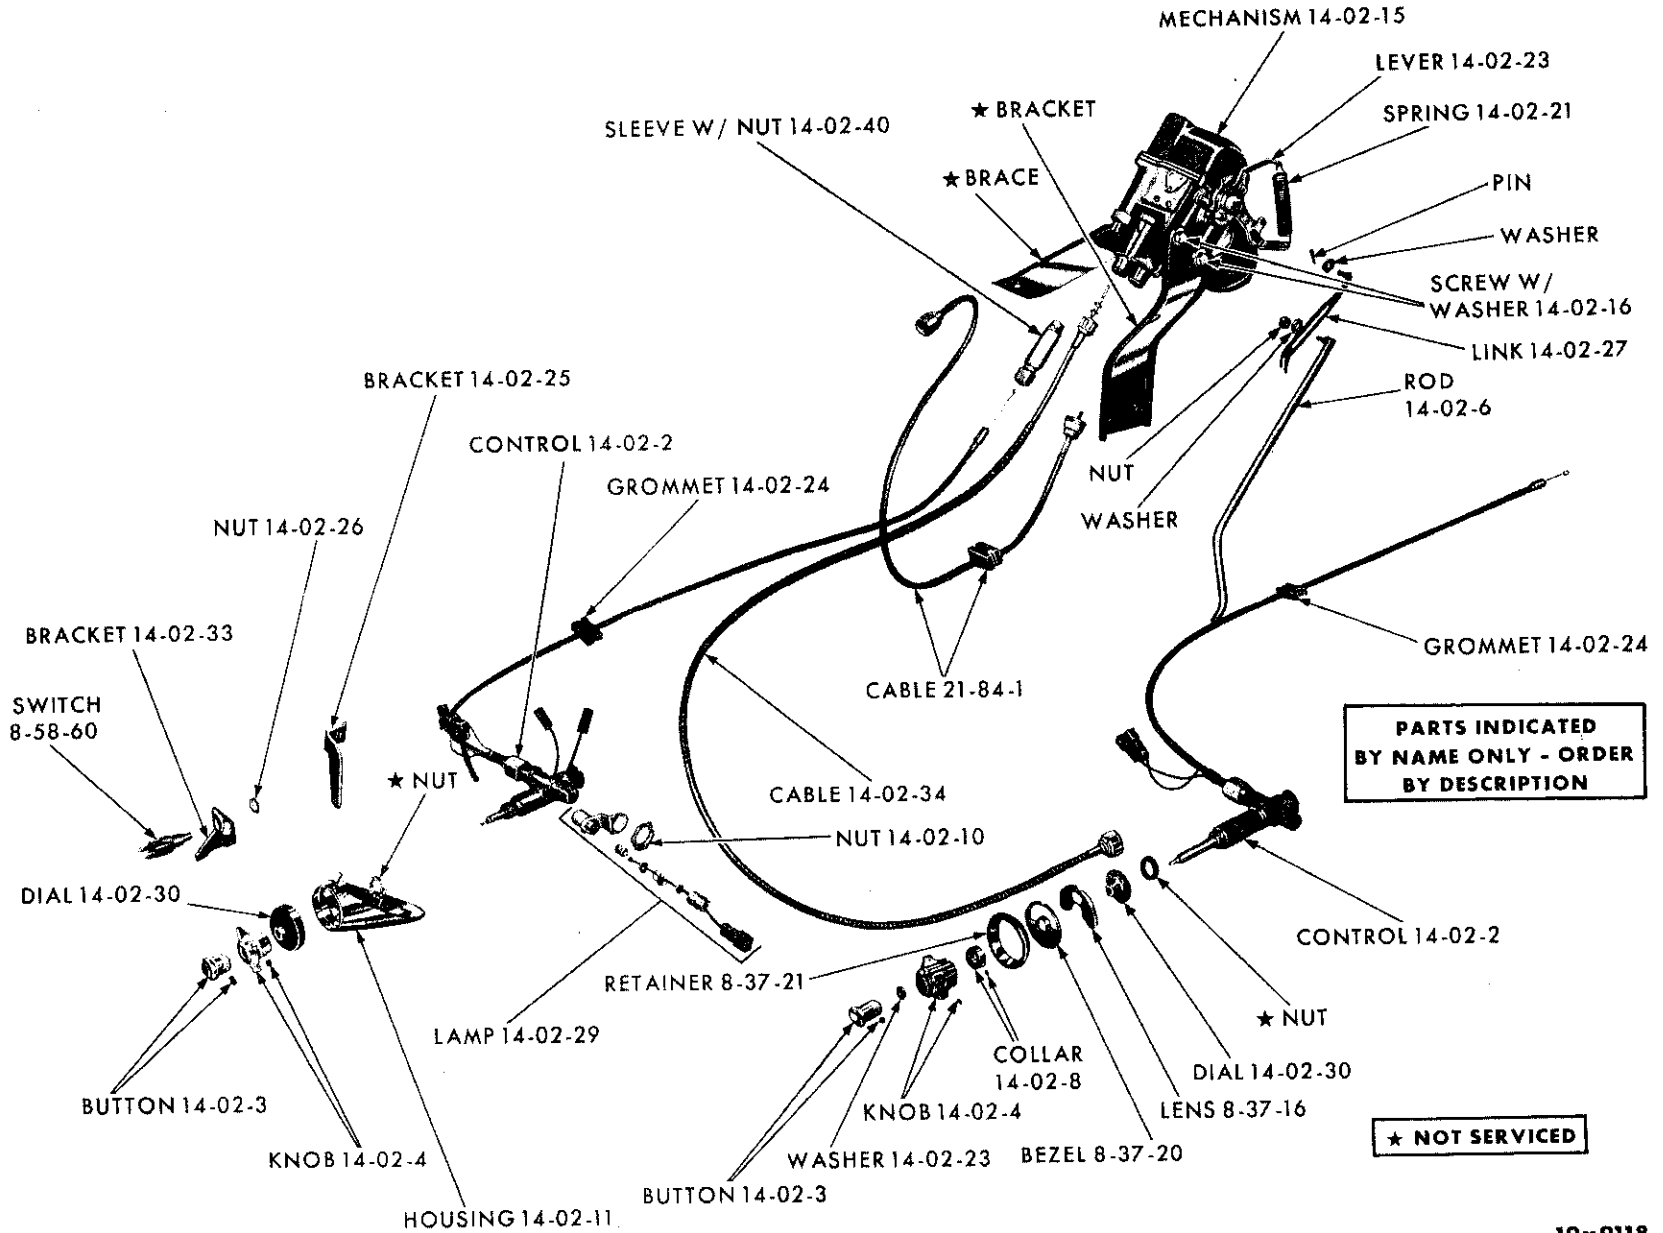 MECHANISM 14-02-15
LEVER 14-02-23
SPRING 14-02-21
★ BRACKET
SLEEVE W/ NUT 14-02-40
★ BRACE
PIN
WASHER
SCREW W/
WASHER 14-02-16
LINK 14-02-27
BRACKET 14-02-25
ROD
14-02-6
CONTROL 14-02-2
NUT
GROMMET 14-02-24
WASHER
NUT 14-02-26
BRACKET 14-02-33
GROMMET 14-02-24
CABLE 21-84-1
SWITCH
8-58-60
PARTS INDICATED
BY NAME ONLY - ORDER
BY DESCRIPTION
★ NUT
CABLE 14-02-34
NUT 14-02-10
DIAL 14-02-30
CONTROL 14-02-2
RETAINER 8-37-21
★ NUT
LAMP 14-02-29
COLLAR
14-02-8
DIAL 14-02-30
BUTTON 14-02-3
KNOB 14-02-4
LENS 8-37-16
★ NOT SERVICED
KNOB 14-02-4
WASHER 14-02-23
BEZEL 8-37-20
BUTTON 14-02-3
HOUSING 14-02-11